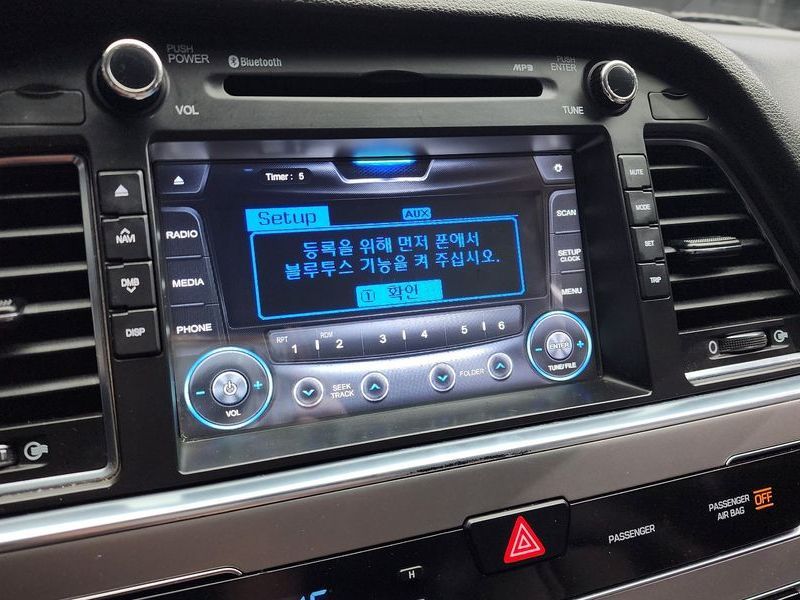 PUSH
POWER
Bluetooth
MP3
PUSH
ENTER
VOL
TUNE
Timer : 5
MUTE
NAVI
RADIO
Setup
AUX
SCAN
MODE
등록을 위해 먼저 폰에서
블루투스 기능을 켜 주십시오.
SETUP
CLOCK
SET
DMB
MEDIA
1 확인
MENU
TRP
DISP
PHONE
RPT
1
RDM
2
3
4
5
6
ENTER
TUNE/FILE
VOL
SEEK
TRACK
FOLDER
0
PASSENGER
PASSENGER
AIR BAG
OFF
H